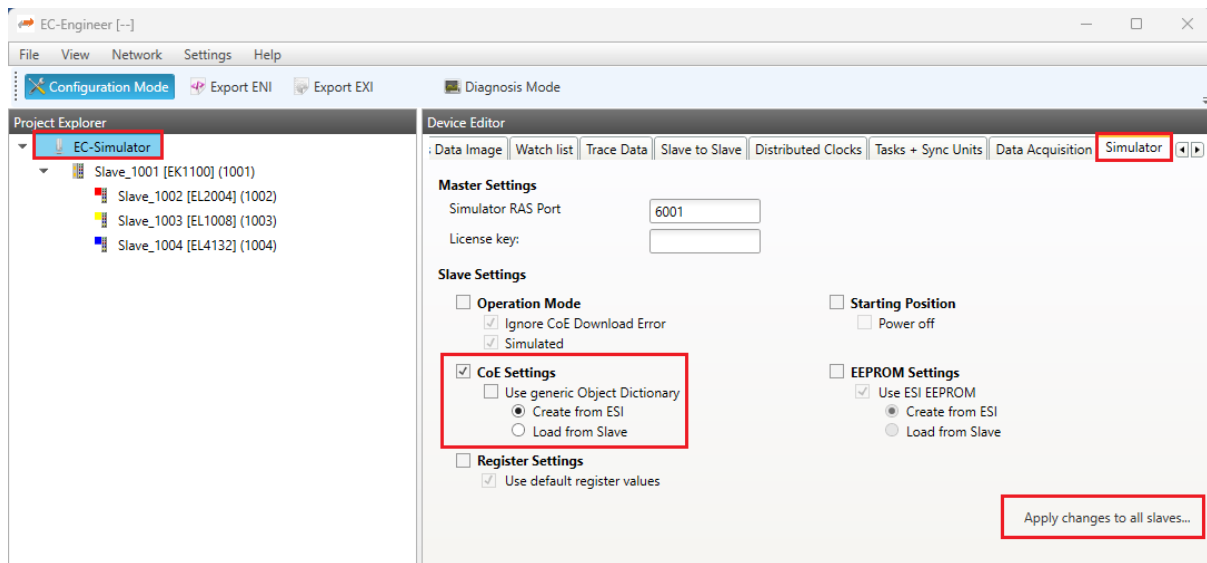 EC-Engineer [--]
File View Network Settings Help
Configuration Mode Export ENI Export EXI Diagnosis Mode
Project Explorer
EC-Simulator
Slave_1001 [EK1100] (1001)
Slave_1002 [EL2004] (1002)
Slave_1003 [EL1008] (1003)
Slave_1004 [EL4132] (1004)
Device Editor
Data Image Watch list Trace Data Slave to Slave Distributed Clocks Tasks + Sync Units Data Acquisition Simulator
Master Settings
Simulator RAS Port 6001
License key:
Slave Settings
Operation Mode
Ignore CoE Download Error
Simulated
Starting Position
Power off
CoE Settings
Use generic Object Dictionary
Create from ESI
Load from Slave
EEPROM Settings
Use ESI EEPROM
Create from ESI
Load from Slave
Register Settings
Use default register values
Apply changes to all slaves...